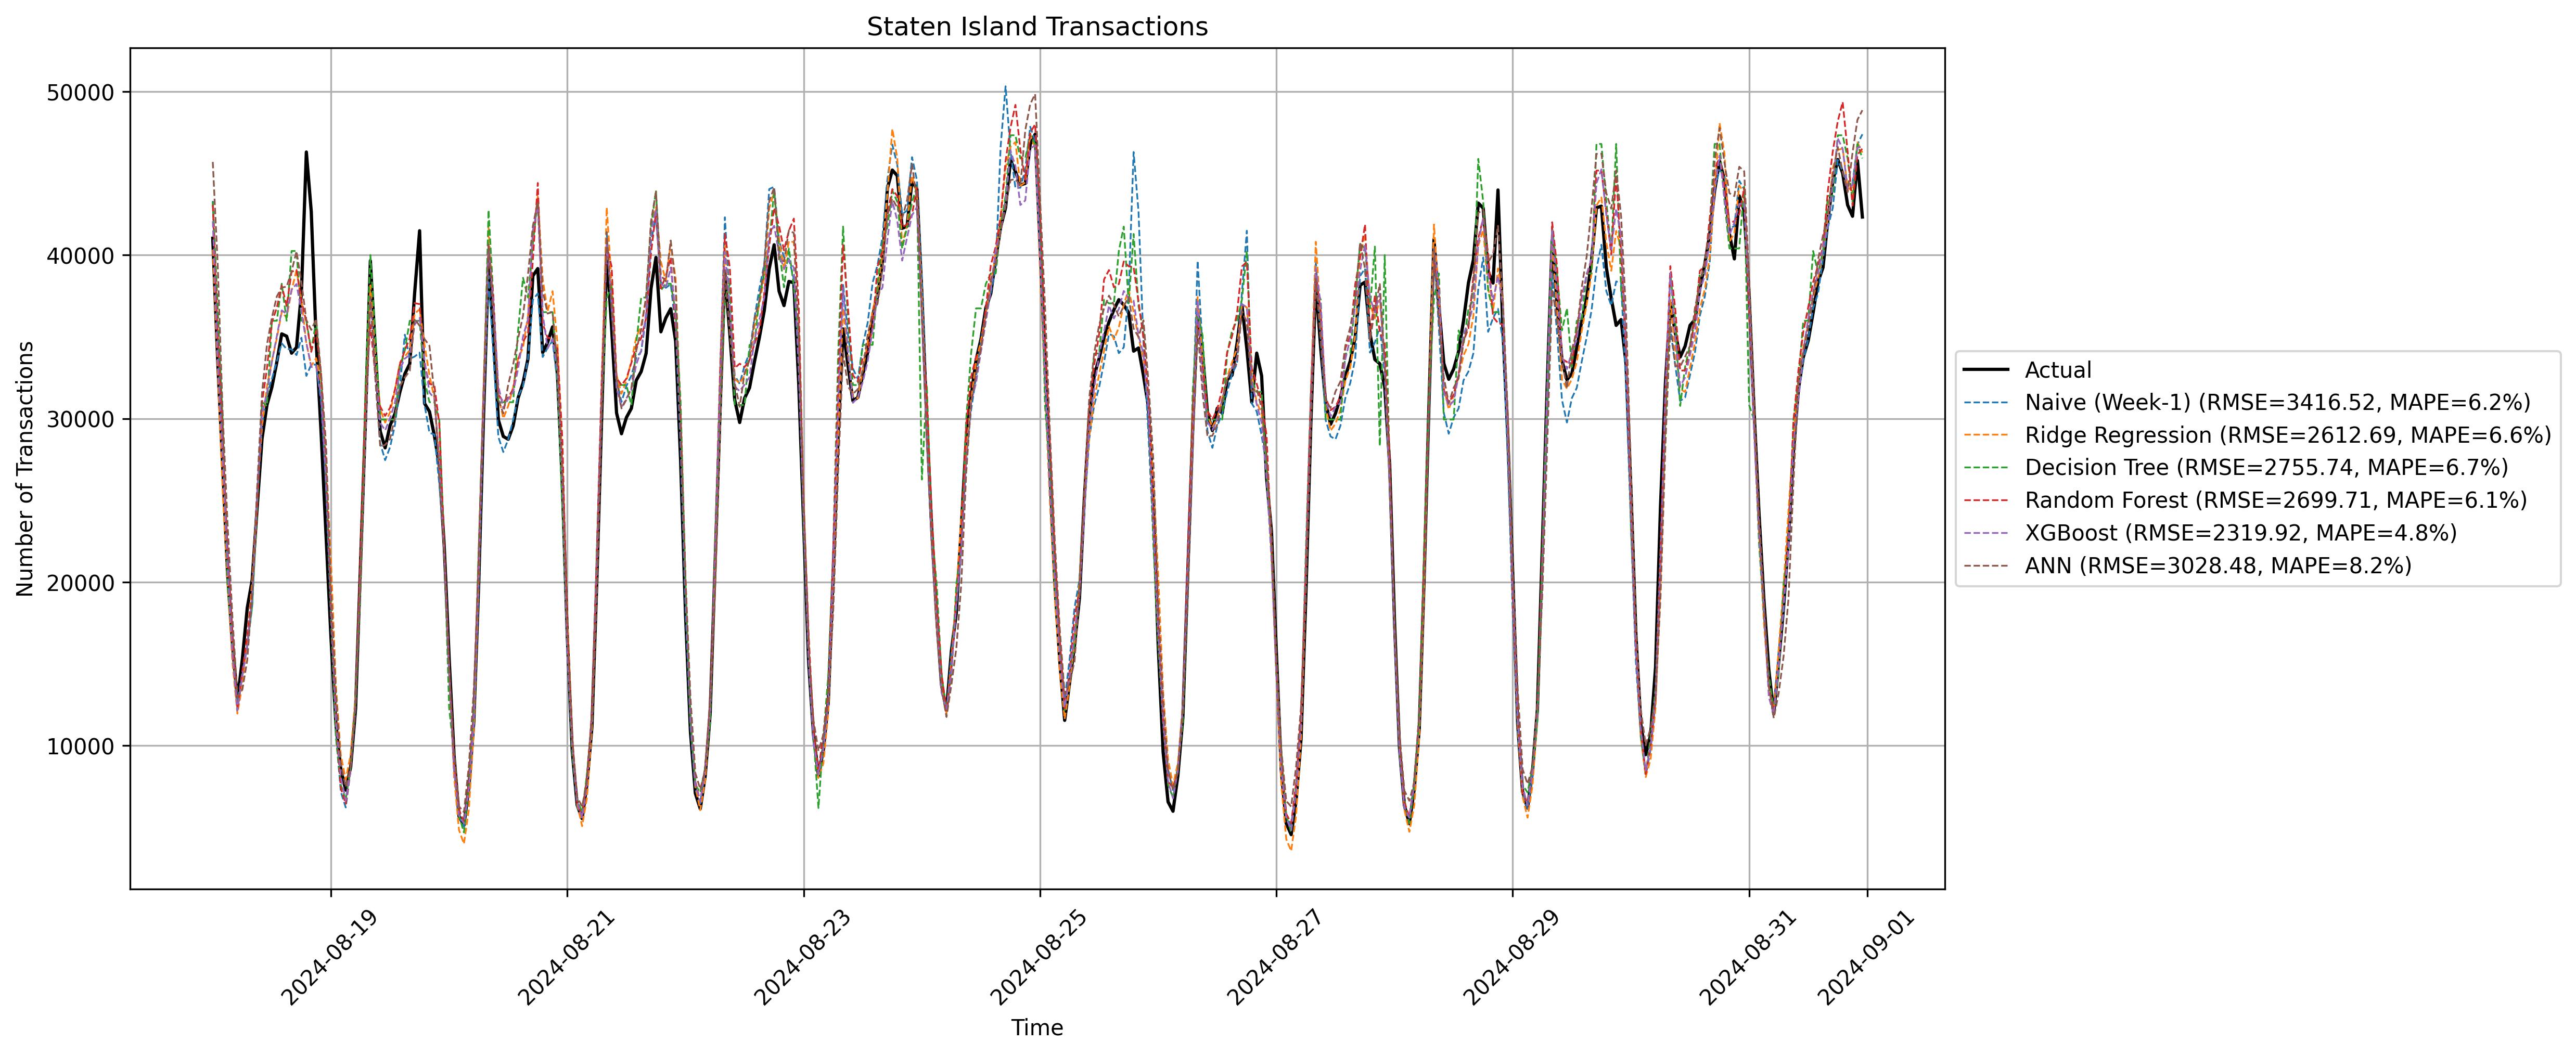 Staten Island Transactions
Number of Transactions
50000
40000
30000
20000
10000
2024-08-19
2024-08-21
2024-08-23
2024-08-25
2024-08-27
2024-08-29
2024-08-31
2024-09-01
Time
Actual
Naive (Week-1) (RMSE=3416.52, MAPE=6.2%)
Ridge Regression (RMSE=2612.69, MAPE=6.6%)
Decision Tree (RMSE=2755.74, MAPE=6.7%)
Random Forest (RMSE=2699.71, MAPE=6.1%)
XGBoost (RMSE=2319.92, MAPE=4.8%)
ANN (RMSE=3028.48, MAPE=8.2%)